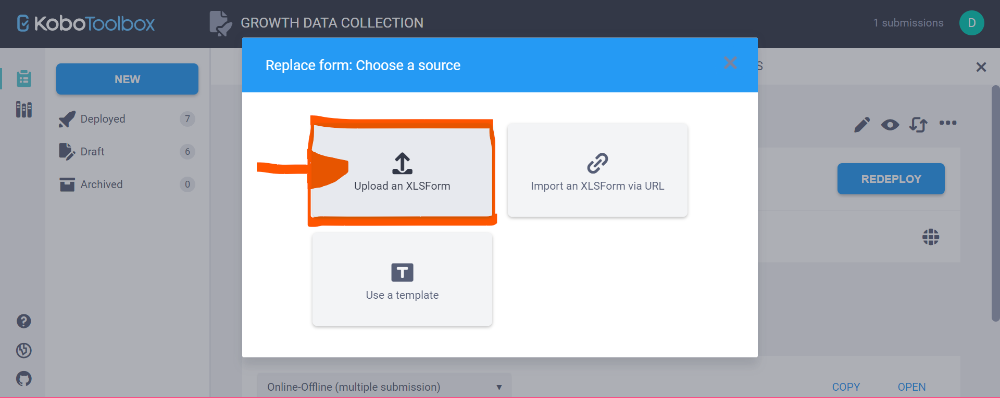 KoboToolbox
GROWTH DATA COLLECTION
1 submissions
D
Replace form: Choose a source
S
NEW
Deployed
7
Draft
6
Archived
0
Upload an XLSForm
Import an XLSForm via URL
T
Use a template
REDEPLOY
Online-Offline (multiple submission)
COPY
OPEN